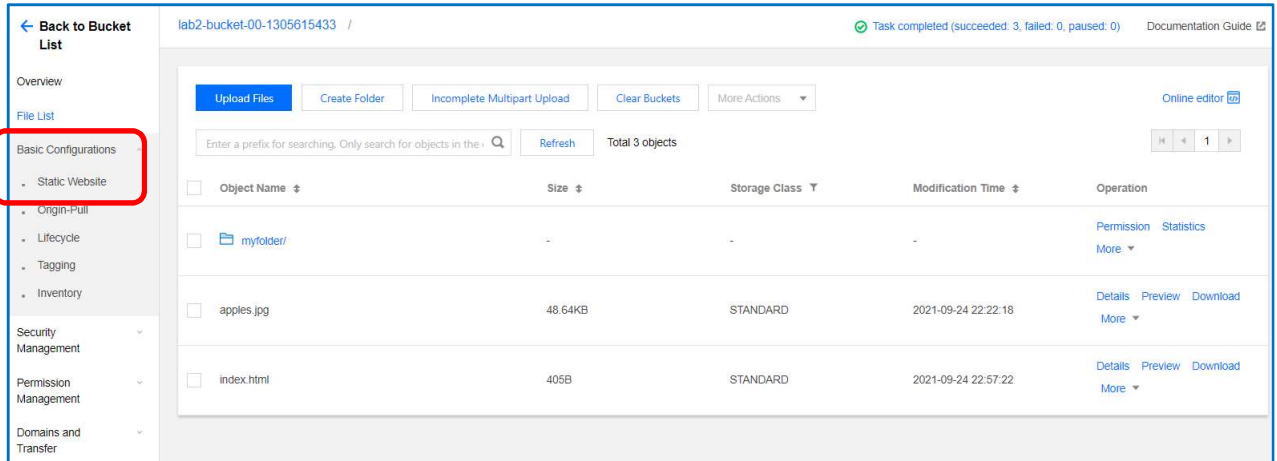 ← Back to Bucket List
lab2-bucket-00-1305615433 /
Task completed (succeeded: 3, failed: 0, paused: 0)
Documentation Guide
Overview
File List
Basic Configurations
Static Website
Origin-Pull
Lifecycle
Tagging
Inventory
Security Management
Permission Management
Domains and Transfer
Upload Files
Create Folder
Incomplete Multipart Upload
Clear Buckets
More Actions
Online editor
Enter a prefix for searching. Only search for objects in the
Refresh
Total 3 objects
1
Object Name Size Storage Class Modification Time Operation
myfolder/ - - - Permission Statistics
More
apples.jpg 48.64KB STANDARD 2021-09-24 22:22:18 Details Preview Download
More
index.html 405B STANDARD 2021-09-24 22:57:22 Details Preview Download
More